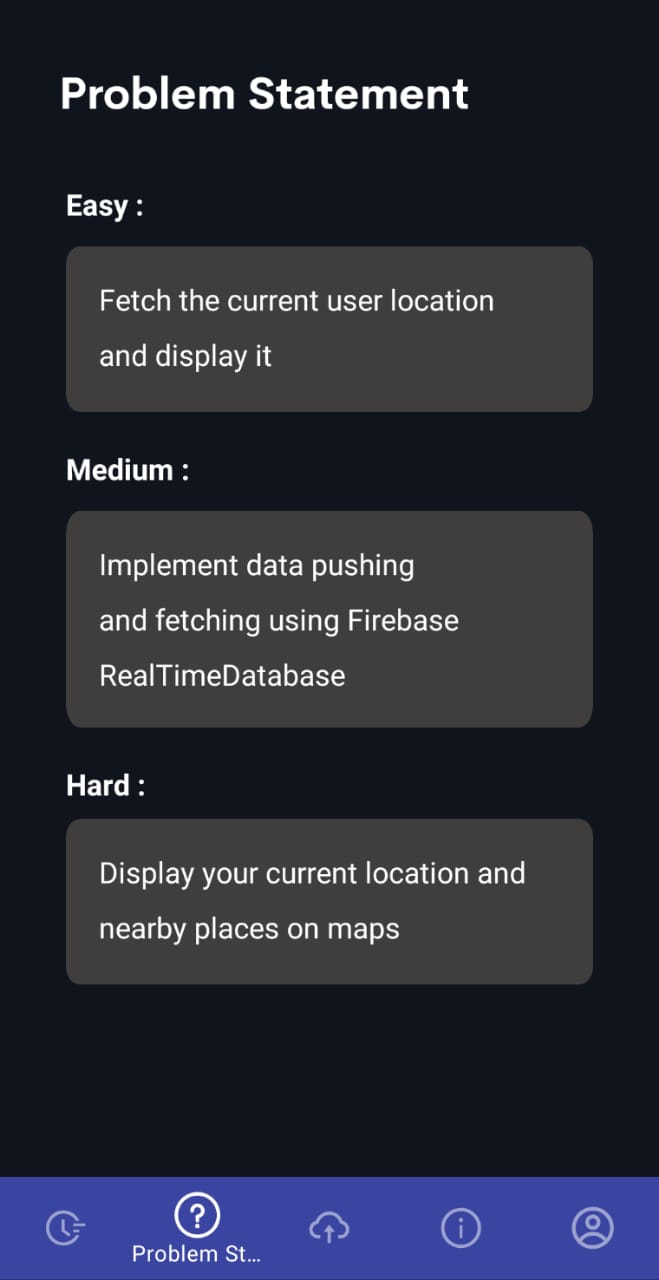 Problem Statement
Easy :
Fetch the current user location
and display it
Medium :
Implement data pushing
and fetching using Firebase
RealTimeDatabase
Hard :
Display your current location and
nearby places on maps
Problem St...